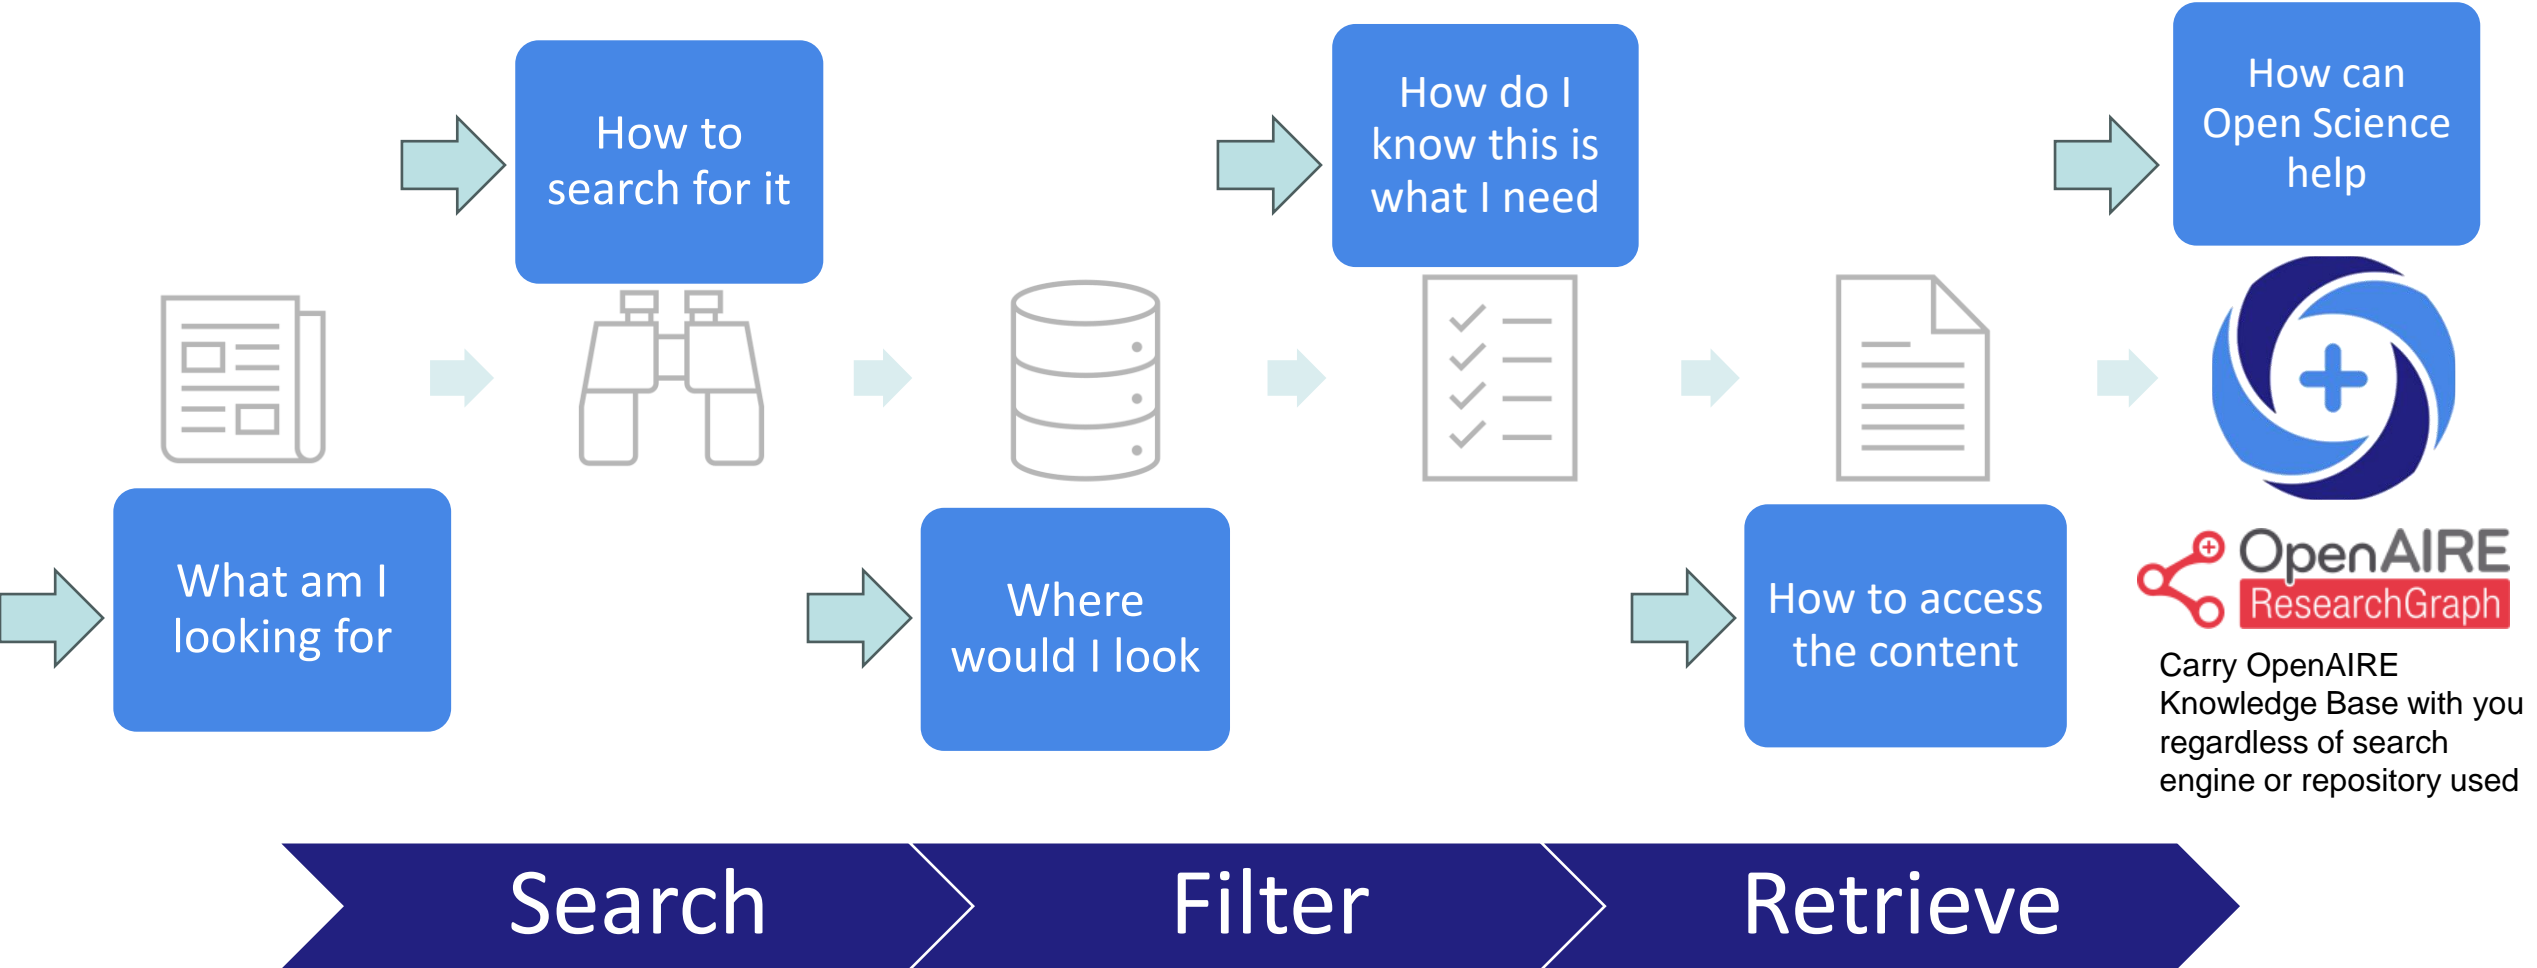 What am I
looking for
How to
search for it
Where
would I look
How do I
know this is
what I need
How to access
the content
How can
Open Science
help
OpenAIRE
ResearchGraph
Carry OpenAIRE
Knowledge Base with you
regardless of search
engine or repository used
Search
Filter
Retrieve